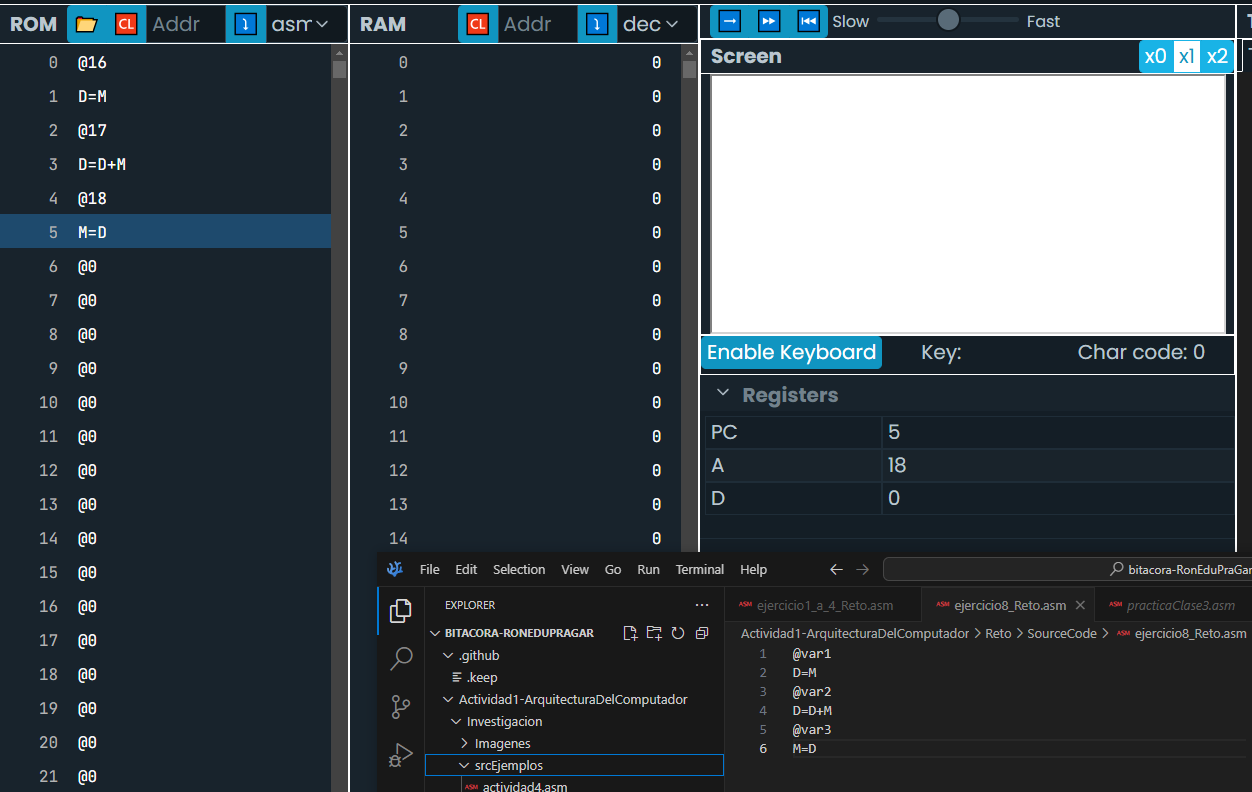 ROM CL Addr asm
0 @16
1 D=M
2 @17
3 D=D+M
4 @18
5 M=D
6 @0
7 @0
8 @0
9 @0
10 @0
11 @0
12 @0
13 @0
14 @0
15 @0
16 @0
17 @0
18 @0
19 @0
20 @0
21 @0
RAM CL Addr dec
0 0
1 0
2 0
3 0
4 0
5 0
6 0
7 0
8 0
9 0
10 0
11 0
12 0
13 0
14 0
Slow Fast
Screen x0 x1 x2
Enable Keyboard Key: Char code: 0
Registers
PC 5
A 18
D 0
File Edit Selection View Go Run Terminal Help bitacora-RonEduPraGar
EXPLORER ...
BITACORA-RONEDUPRAGAR
.github
.keep
Actividad1-ArquitecturaDelComputador
Investigacion
Imagenes
srcEjemplos
ASM actividad4.asm
ASM ejercicio1_a_4_Reto.asm ASM ejercicio8_Reto.asm ASM practicaClase3.asm
Actividad1-ArquitecturaDelComputador > Reto > SourceCode > ASM ejercicio8_Reto.asm
1 @var1
2 D=M
3 @var2
4 D=D+M
5 @var3
6 M=D